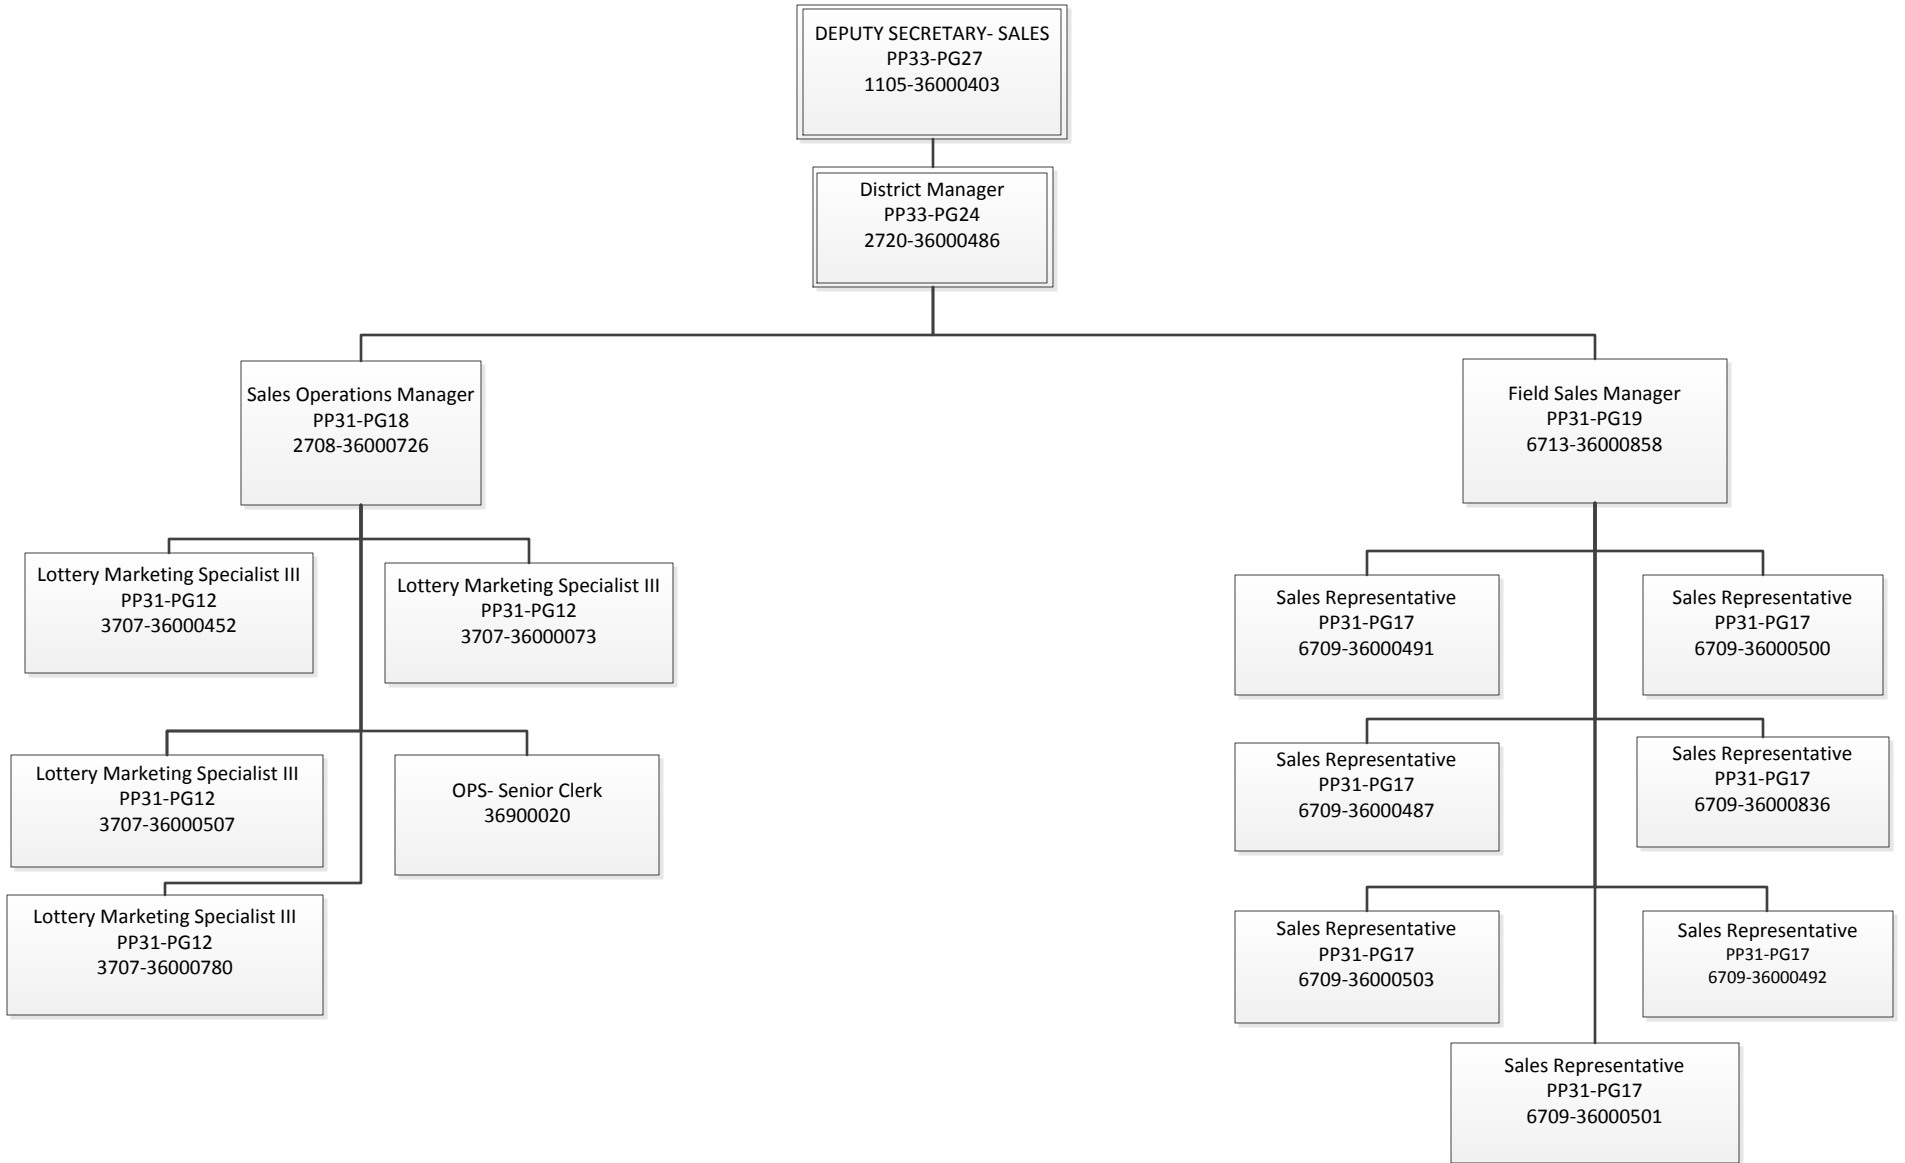 DEPUTY SECRETARY- SALES
PP33-PG27
1105-36000403
District Manager
PP33-PG24
2720-36000486
Sales Operations Manager
PP31-PG18
2708-36000726
Field Sales Manager
PP31-PG19
6713-36000858
Lottery Marketing Specialist III
PP31-PG12
3707-36000452
Lottery Marketing Specialist III
PP31-PG12
3707-36000073
Sales Representative
PP31-PG17
6709-36000491
Sales Representative
PP31-PG17
6709-36000500
Lottery Marketing Specialist III
PP31-PG12
3707-36000507
OPS- Senior Clerk
36900020
Sales Representative
PP31-PG17
6709-36000487
Sales Representative
PP31-PG17
6709-36000836
Lottery Marketing Specialist III
PP31-PG12
3707-36000780
Sales Representative
PP31-PG17
6709-36000503
Sales Representative
PP31-PG17
6709-36000492
Sales Representative
PP31-PG17
6709-36000501